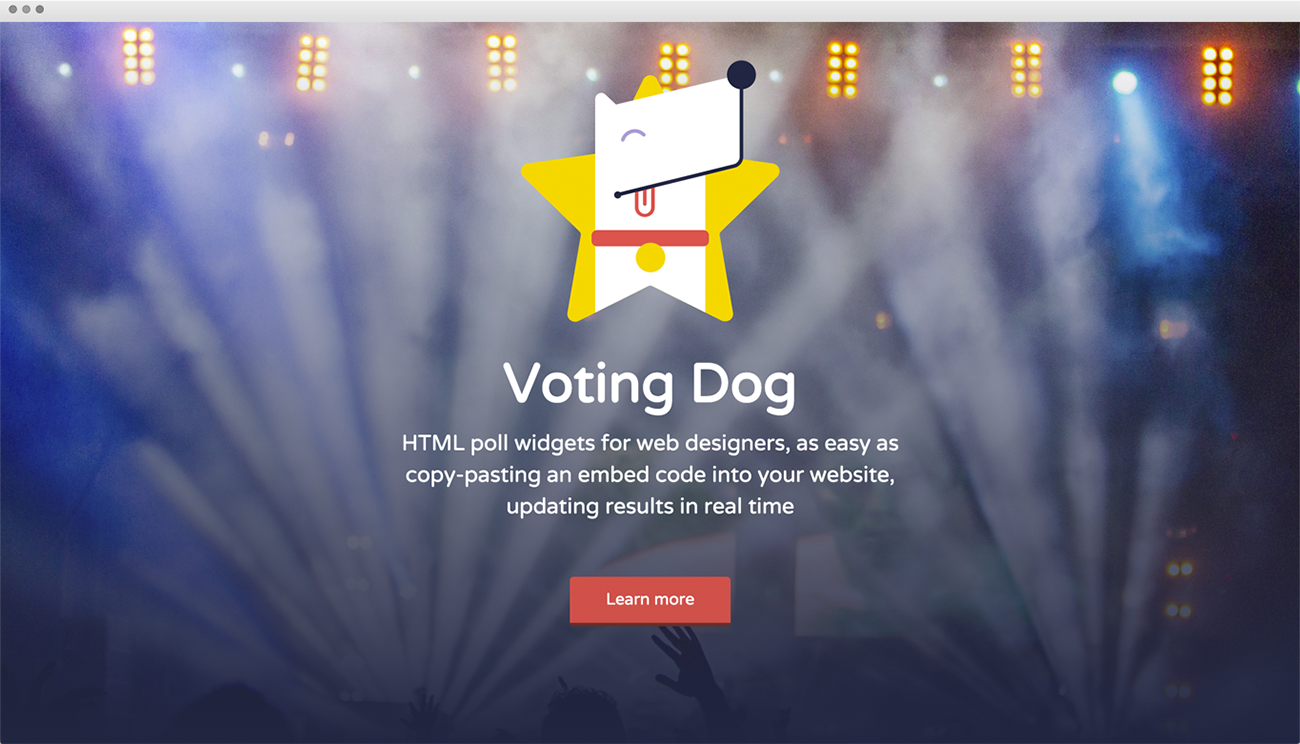 Voting Dog
HTML poll widgets for web designers, as easy as
copy-pasting an embed code into your website,
updating results in real time
Learn more